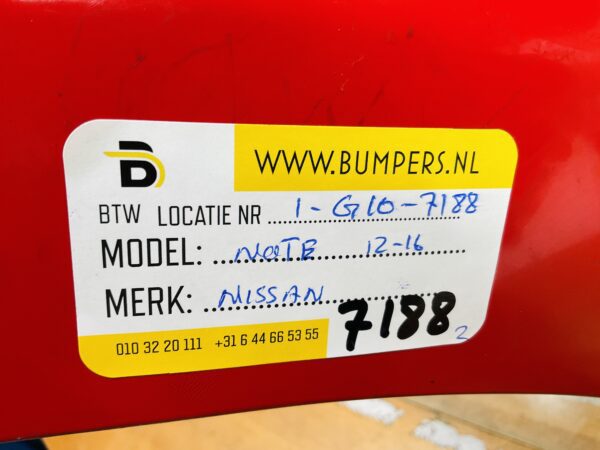 WWW.BUMPERS.NL
BTW LOCATIE NR 1-G10-7188
MODEL: NOTE 12-16
MERK: NISSAN
7188
2
010 32 20 111 +31 6 44 66 53 55